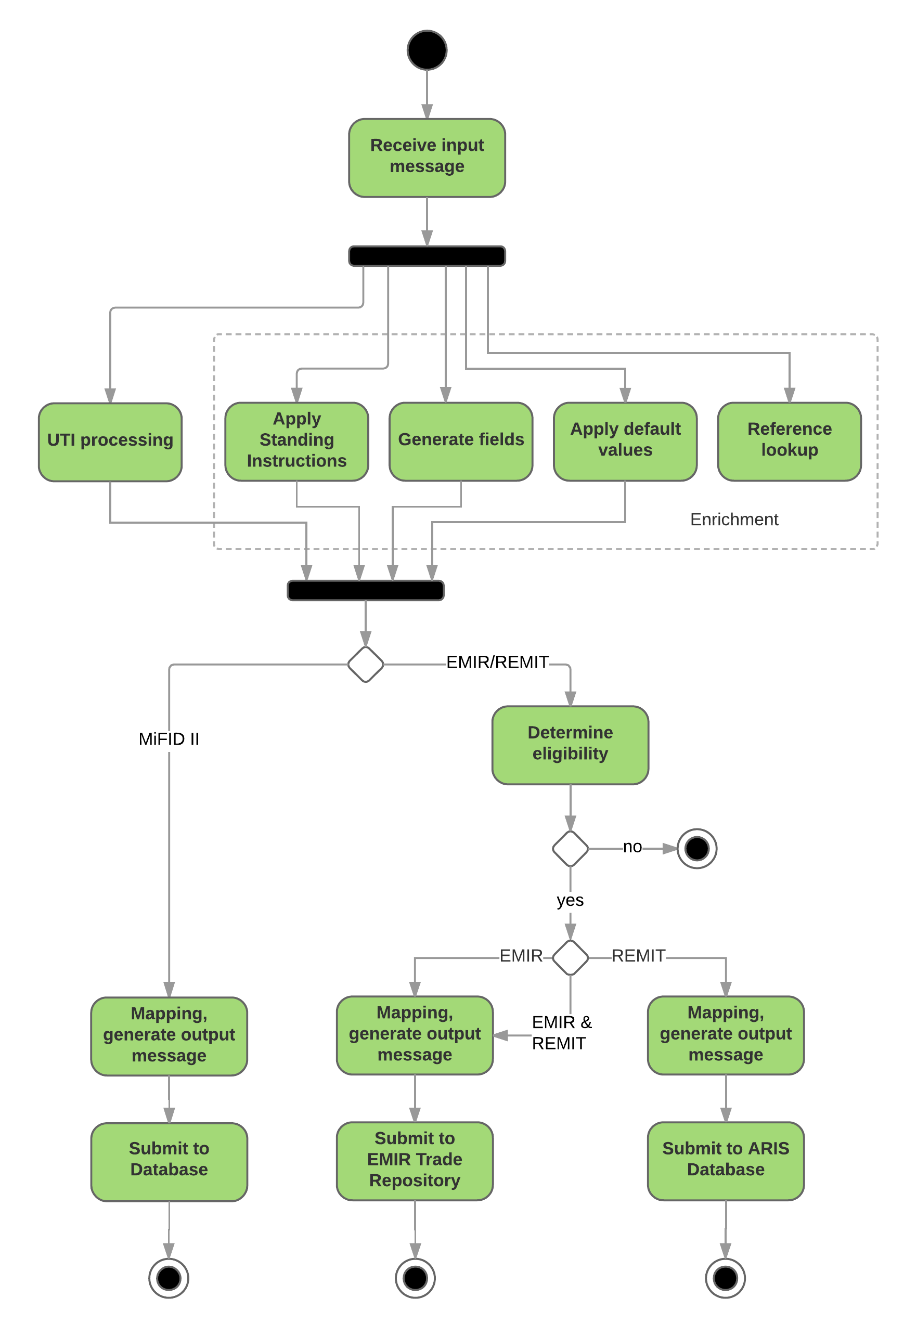 Receive input
message
UTI processing
Apply
Standing
Instructions
Generate fields
Apply default
values
Reference
lookup
Enrichment
EMIR/REMIT
MiFID II
Determine
eligibility
no
yes
EMIR
REMIT
Mapping,
generate output
message
Mapping,
generate output
message
EMIR &
REMIT
Mapping,
generate output
message
Submit to
Database
Submit to
EMIR Trade
Repository
Submit to ARIS
Database